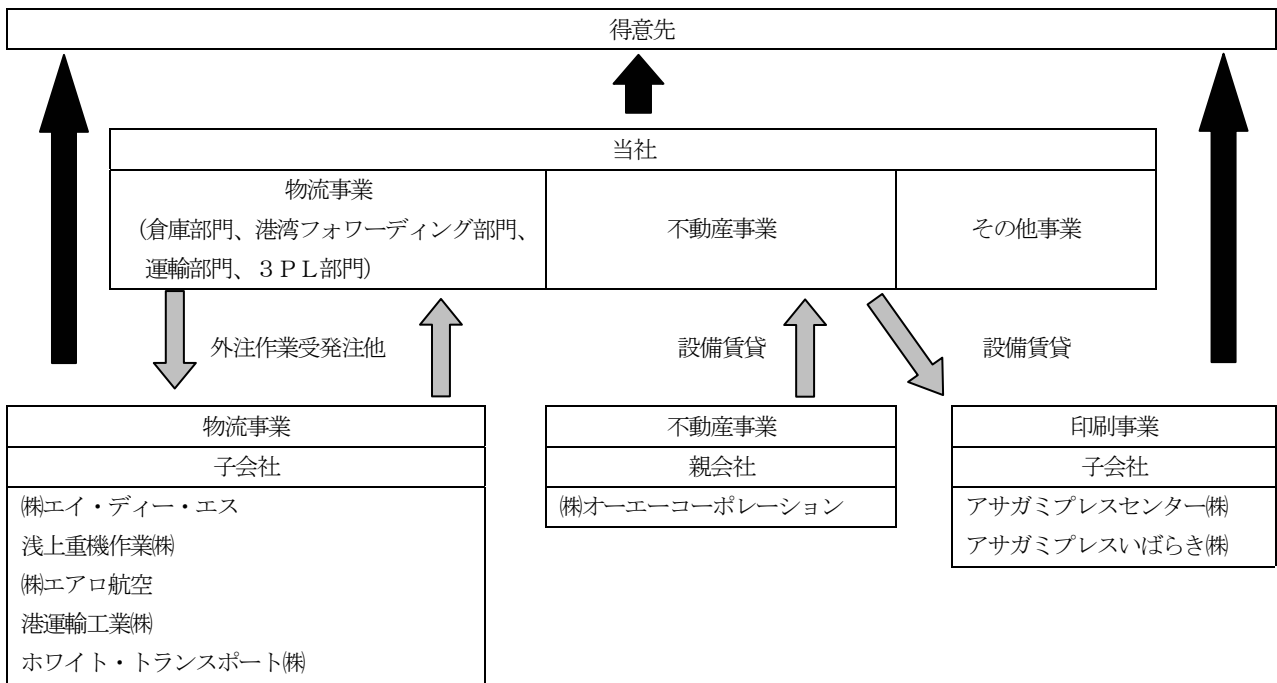 得意先
当社
物流事業
(倉庫部門、港湾フォワーディング部門、
運輸部門、３ＰＬ部門)
不動産事業
その他事業
外注作業受発注他
設備賃貸
設備賃貸
物流事業
子会社
㈱エイ・ディー・エス
浅上重機作業㈱
㈱エアロ航空
港運輸工業㈱
ホワイト・トランスポート㈱
不動産事業
親会社
㈱オーエーコーポレーション
印刷事業
子会社
アサガミプレスセンター㈱
アサガミプレスいばらき㈱